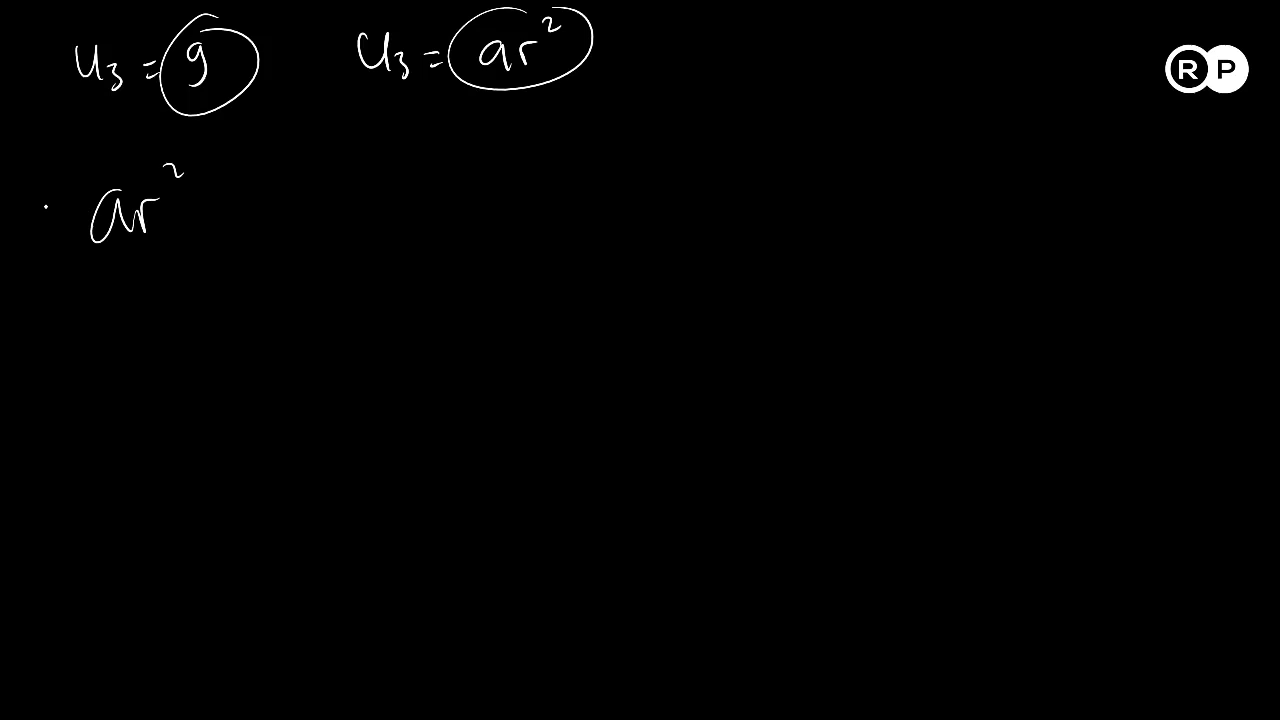 u₃ = 9 u₃ = ar² RP
ar²